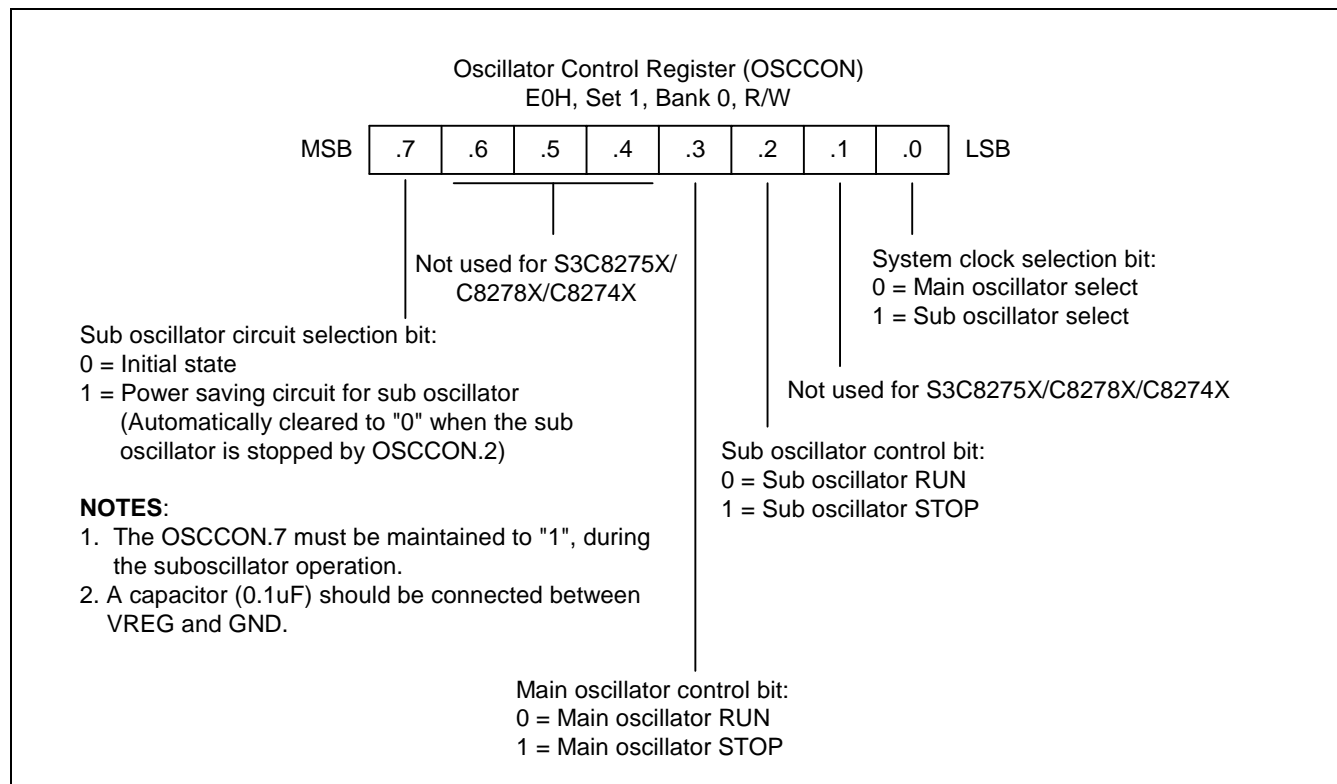 Oscillator Control Register (OSCCON)
E0H, Set 1, Bank 0, R/W
MSB .7 .6 .5 .4 .3 .2 .1 .0 LSB
Not used for S3C8275X/
C8278X/C8274X
System clock selection bit:
0 = Main oscillator select
1 = Sub oscillator select
Sub oscillator circuit selection bit:
0 = Initial state
1 = Power saving circuit for sub oscillator
(Automatically cleared to "0" when the sub
oscillator is stopped by OSCCON.2)
Not used for S3C8275X/C8278X/C8274X
Sub oscillator control bit:
0 = Sub oscillator RUN
1 = Sub oscillator STOP
NOTES:
1. The OSCCON.7 must be maintained to "1", during
the suboscillator operation.
2. A capacitor (0.1uF) should be connected between
VREG and GND.
Main oscillator control bit:
0 = Main oscillator RUN
1 = Main oscillator STOP